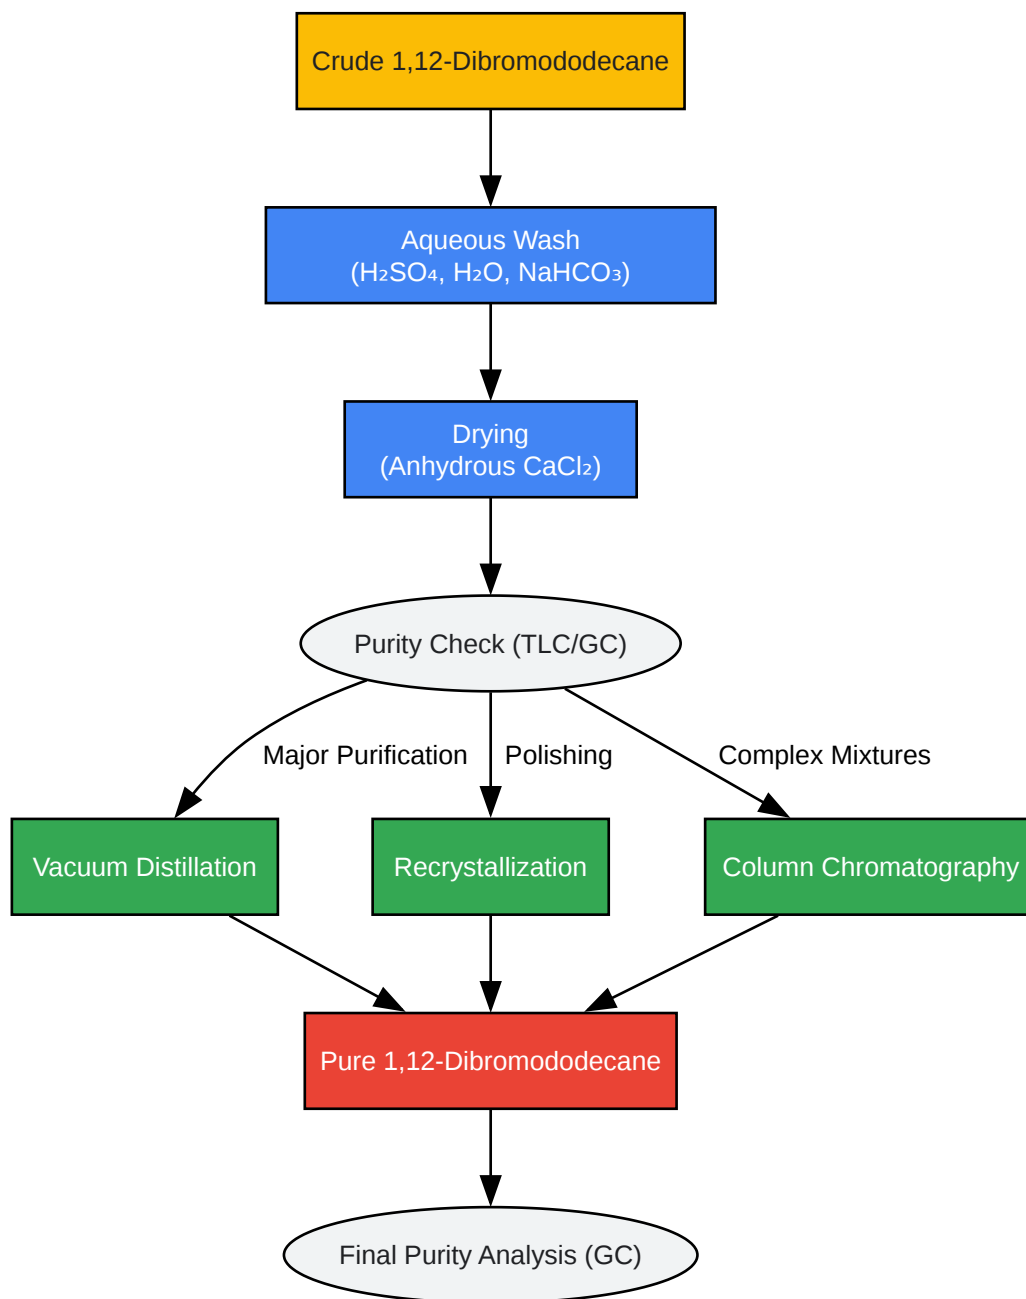 Crude 1,12-Dibromododecane
Aqueous Wash
(H₂SO₄, H₂O, NaHCO₃)
Drying
(Anhydrous CaCl₂)
Purity Check (TLC/GC)
Major Purification
Polishing
Complex Mixtures
Vacuum Distillation
Recrystallization
Column Chromatography
Pure 1,12-Dibromododecane
Final Purity Analysis (GC)